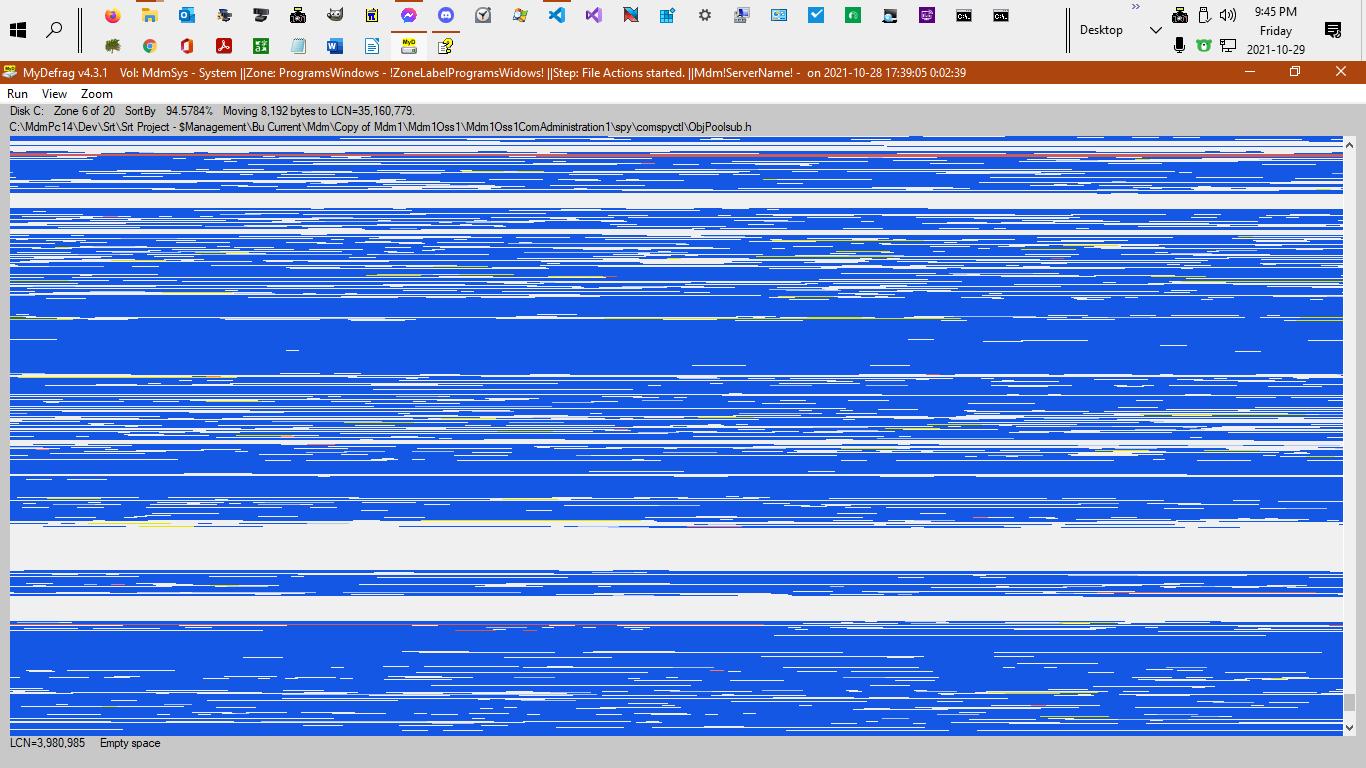 9:45 PM
Desktop
Friday
2021-10-29
MyDefrag v4.3.1 Vol: MdmSys - System ||Zone: ProgramsWindows - !ZoneLabelProgramsWidows! ||Step: File Actions started. ||Mdm!ServerName! - on 2021-10-28 17:39:05 0:02:39
Run View Zoom
Disk C: Zone 6 of 20 SortBy 94.5784% Moving 8,192 bytes to LCN=35,160,779.
C:\MdmPc14\Dev\Srt\Srt Project - $Management\Bu Current\Mdm\Copy of Mdm1\Mdm1Oss1\Mdm1Oss1ComAdministration1\spy\comspyctl\ObjPoolsub.h
LCN=3,980,985 Empty space